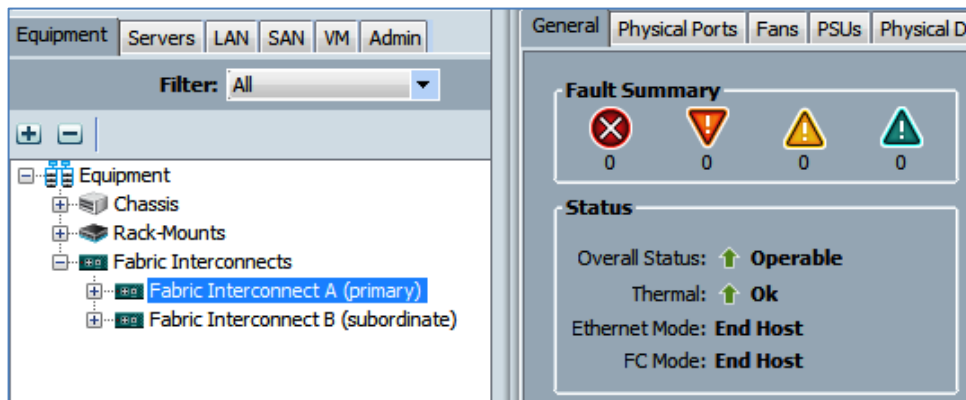 Equipment Servers LAN SAN VM Admin
Filter: All
Equipment
Chassis
Rack-Mounts
Fabric Interconnects
Fabric Interconnect A (primary)
Fabric Interconnect B (subordinate)
General Physical Ports Fans PSUs Physical D
Fault Summary
0 0 0 0
Status
Overall Status: Operable
Thermal: Ok
Ethernet Mode: End Host
FC Mode: End Host